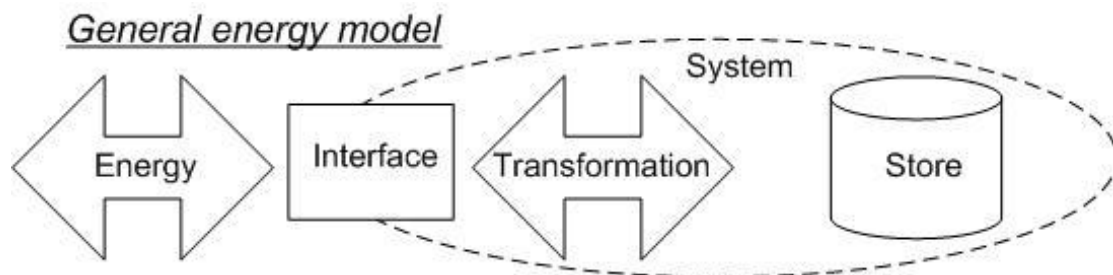 General energy model
System
Energy
Interface
Transformation
Store